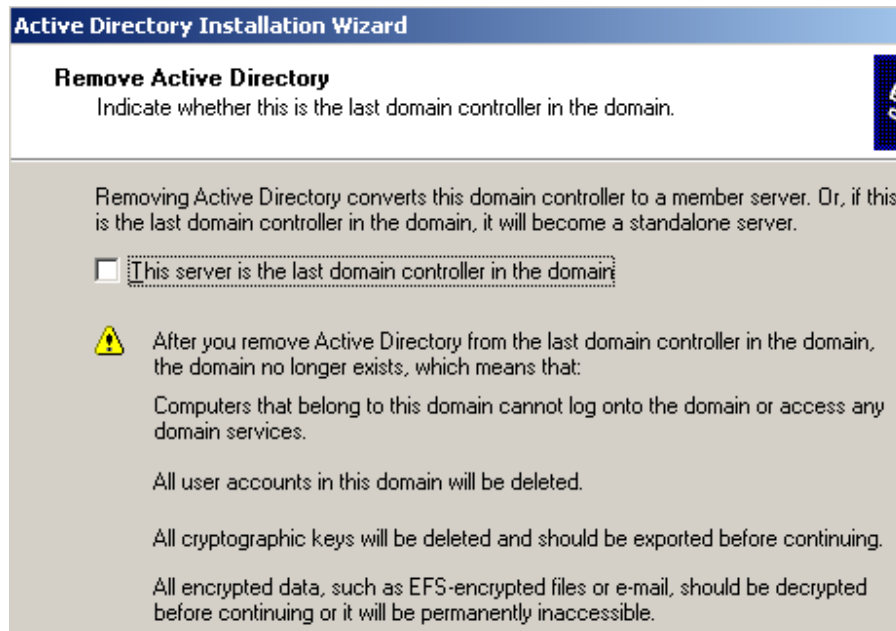 Active Directory Installation Wizard
Remove Active Directory
Indicate whether this is the last domain controller in the domain.
Removing Active Directory converts this domain controller to a member server. Or, if this
is the last domain controller in the domain, it will become a standalone server.
This server is the last domain controller in the domain
After you remove Active Directory from the last domain controller in the domain,
the domain no longer exists, which means that:
Computers that belong to this domain cannot log onto the domain or access any
domain services.
All user accounts in this domain will be deleted.
All cryptographic keys will be deleted and should be exported before continuing.
All encrypted data, such as EFS-encrypted files or e-mail, should be decrypted
before continuing or it will be permanently inaccessible.